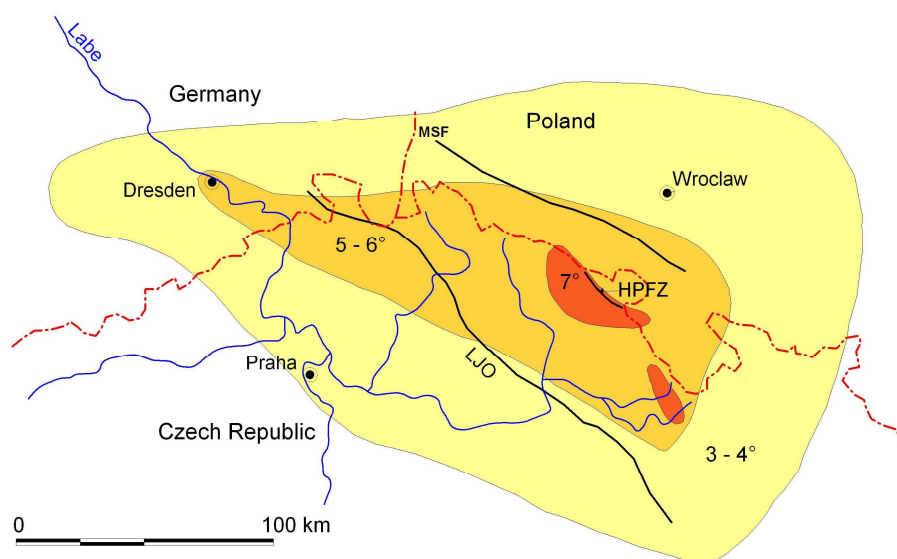 Labe
Germany
Poland
MSF
Dresden
Wroclaw
5 - 6°
7°
HPFZ
LJO
Praha
Czech Republic
3 - 4°
0 100 km